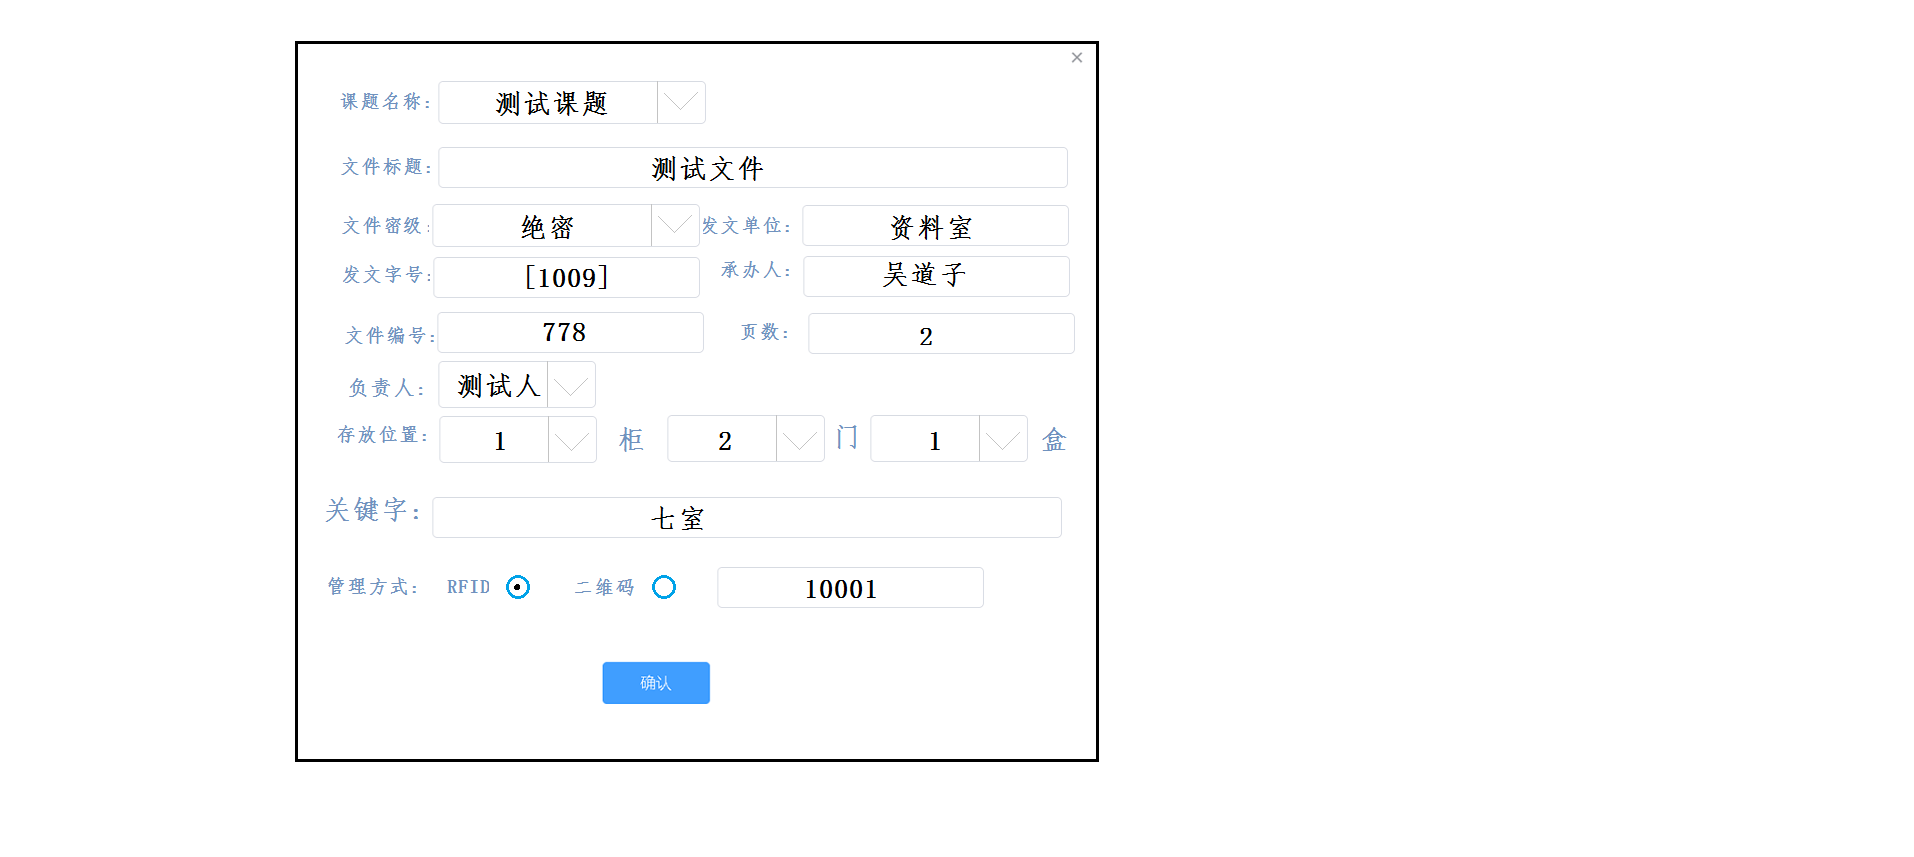 ×
课题名称: 测试课题
文件标题: 测试文件
文件密级: 绝密 发文单位: 资料室
发文字号: [1009] 承办人: 吴道子
文件编号: 778 页数: 2
负责人: 测试人
存放位置: 1 柜 2 门 1 盒
关键字: 七室
管理方式: RFID 二维码 10001
确认